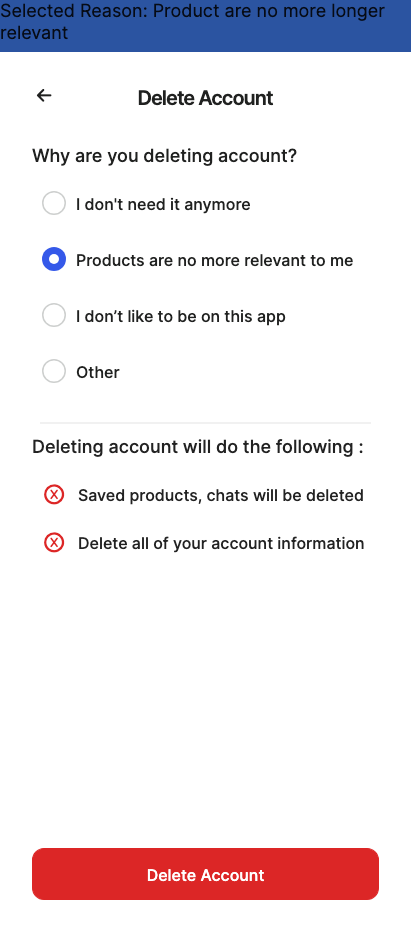 Selected Reason: Product are no more longer
relevant
Delete Account
Why are you deleting account?
I don't need it anymore
Products are no more relevant to me
I don’t like to be on this app
Other
Deleting account will do the following :
Saved products, chats will be deleted
Delete all of your account information
Delete Account